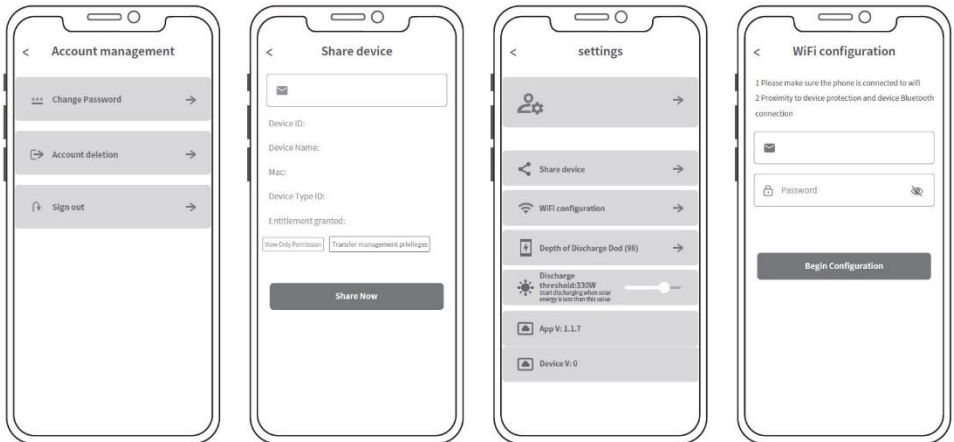 Account management
Change Password
Account deletion
Sign out
Share device
Device ID:
Device Name:
Mac:
Device Type ID:
Entitlement granted:
View Only Permission
Transfer management privileges
Share Now
settings
Share device
WiFi configuration
Depth of Discharge Dod (98)
Discharge
threshold:330W
start discharging when solar
energy is less than this value
App V: 1.1.7
Device V: 0
WiFi configuration
1 Please make sure the phone is connected to wifi
2 Proximity to device protection and device Bluetooth
connection
Password
Begin Configuration